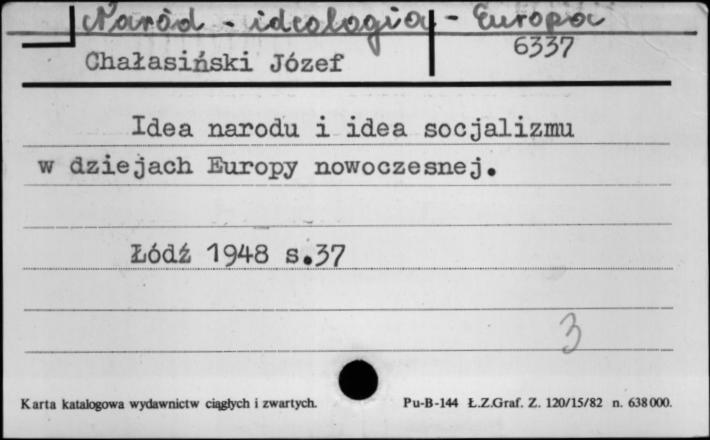 Naród - ideologia - Europa
6337
Chałasiński Józef
Idea narodu i idea socjalizmu
w dziejach Europy nowoczesnej.
Łódź 1948 s.37
3
Karta katalogowa wydawnictw ciągłych i zwartych. Pu-B-144 Ł.Z.Graf. Z. 120/15/82 n. 638000.